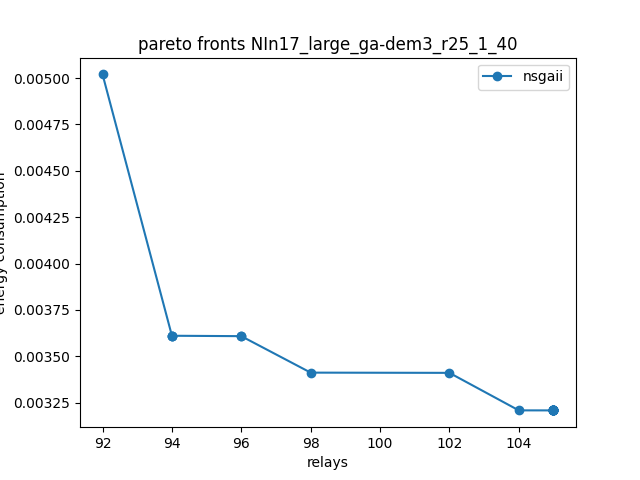 pareto fronts NIn17_large_ga-dem3_r25_1_40
nsgaii
0.00500
0.00475
0.00450
0.00425
0.00400
0.00375
0.00350
0.00325
energy consumption
92 94 96 98 100 102 104
relays